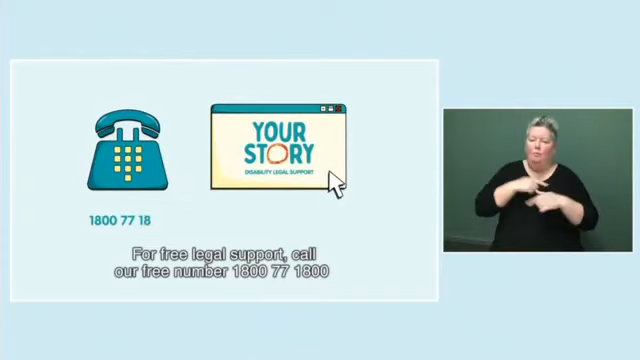 YOUR
STORY
DISABILITY LEGAL SUPPORT
1800 77 18
For free legal support, call
our free number 1800 77 1800